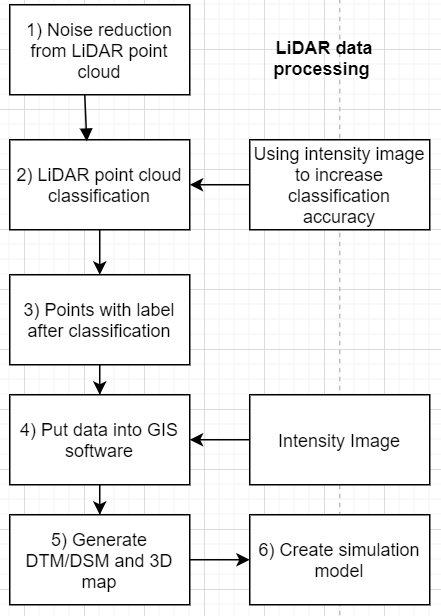 1) Noise reduction
from LiDAR point
cloud
LiDAR data
processing
2) LiDAR point cloud
classification
Using intensity image
to increase
classification
accuracy
3) Points with label
after classification
4) Put data into GIS
software
Intensity Image
5) Generate
DTM/DSM and 3D
map
6) Create simulation
model